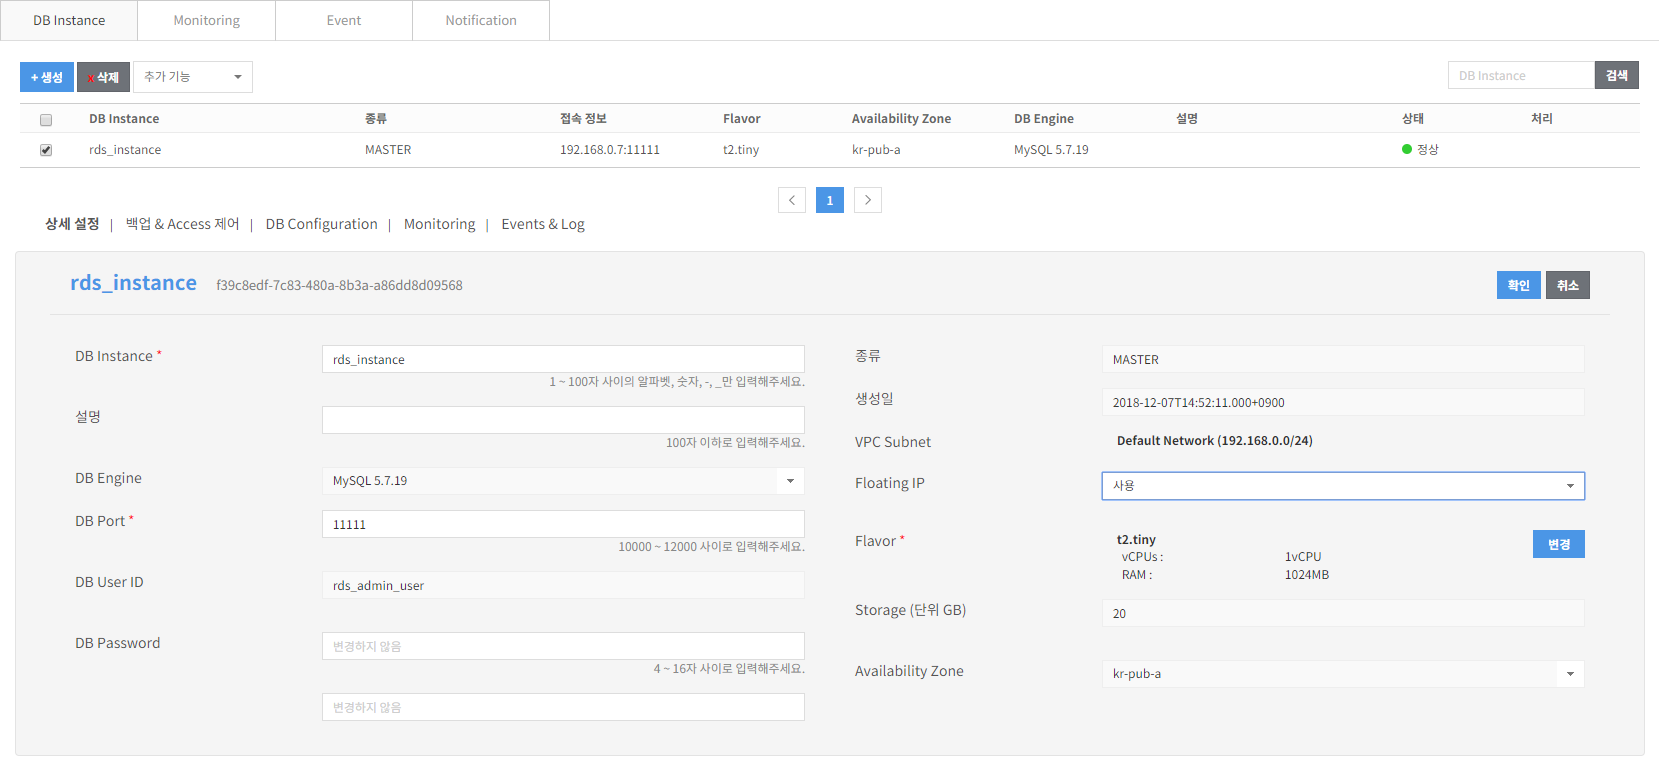 DB Instance Monitoring Event Notification
+ 생성 x 삭제 추가 기능 DB Instance 검색
DB Instance 종류 접속 정보 Flavor Availability Zone DB Engine 설명 상태 처리
rds_instance MASTER 192.168.0.7:11111 t2.tiny kr-pub-a MySQL 5.7.19 정상
< 1 >
상세 설정 | 백업 & Access 제어 | DB Configuration | Monitoring | Events & Log
rds_instance f39c8edf-7c83-480a-8b3a-a86dd8d09568 확인 취소
DB Instance * rds_instance
1 ~ 100자 사이의 알파벳, 숫자, -, _만 입력해주세요.
설명
100자 이하로 입력해주세요.
DB Engine MySQL 5.7.19
DB Port * 11111
10000 ~ 12000 사이로 입력해주세요.
DB User ID rds_admin_user
DB Password 변경하지 않음
4 ~ 16자 사이로 입력해주세요.
변경하지 않음
종류 MASTER
생성일 2018-12-07T14:52:11.000+0900
VPC Subnet Default Network (192.168.0.0/24)
Floating IP 사용
Flavor * t2.tiny 변경
vCPUs : 1vCPU
RAM : 1024MB
Storage (단위 GB) 20
Availability Zone kr-pub-a